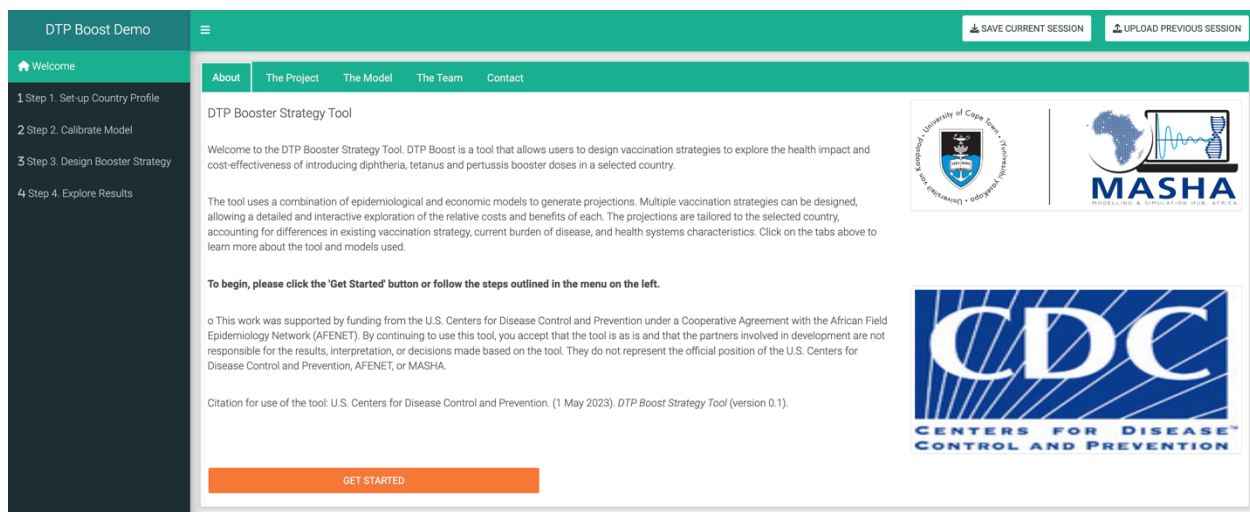 DTP Boost Demo
SAVE CURRENT SESSION
UPLOAD PREVIOUS SESSION
Welcome
1 Step 1. Set-up Country Profile
2 Step 2. Calibrate Model
3 Step 3. Design Booster Strategy
4 Step 4. Explore Results
About The Project The Model The Team Contact
DTP Booster Strategy Tool
Welcome to the DTP Booster Strategy Tool. DTP Boost is a tool that allows users to design vaccination strategies to explore the health impact and
cost-effectiveness of introducing diphtheria, tetanus and pertussis booster doses in a selected country.
The tool uses a combination of epidemiological and economic models to generate projections. Multiple vaccination strategies can be designed,
allowing a detailed and interactive exploration of the relative costs and benefits of each. The projections are tailored to the selected country,
accounting for differences in existing vaccination strategy, current burden of disease, and health systems characteristics. Click on the tabs above to
learn more about the tool and models used.
To begin, please click the 'Get Started' button or follow the steps outlined in the menu on the left.
o This work was supported by funding from the U.S. Centers for Disease Control and Prevention under a Cooperative Agreement with the African Field
Epidemiology Network (AFENET). By continuing to use this tool, you accept that the tool is as is and that the partners involved in development are not
responsible for the results, interpretation, or decisions made based on the tool. They do not represent the official position of the U.S. Centers for
Disease Control and Prevention, AFENET, or MASHA.
Citation for use of the tool: U.S. Centers for Disease Control and Prevention. (1 May 2023). DTP Boost Strategy Tool (version 0.1).
GET STARTED
University of Cape Town · iYunivesithi yaseKapa · Universiteit van Kaapstad
MASHA
MODELLING & SIMULATION HUB, AFRICA
CDC
CENTERS FOR DISEASE™
CONTROL AND PREVENTION